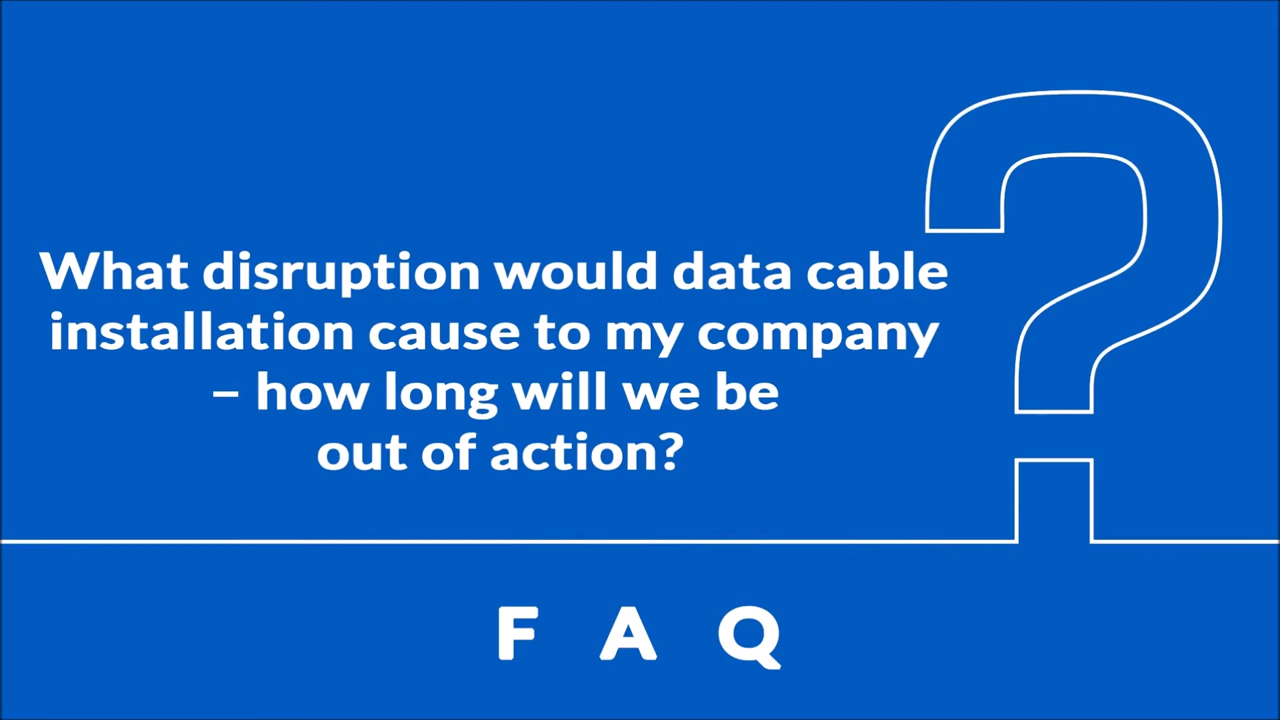 What disruption would data cable
installation cause to my company
– how long will we be
out of action?
F A Q